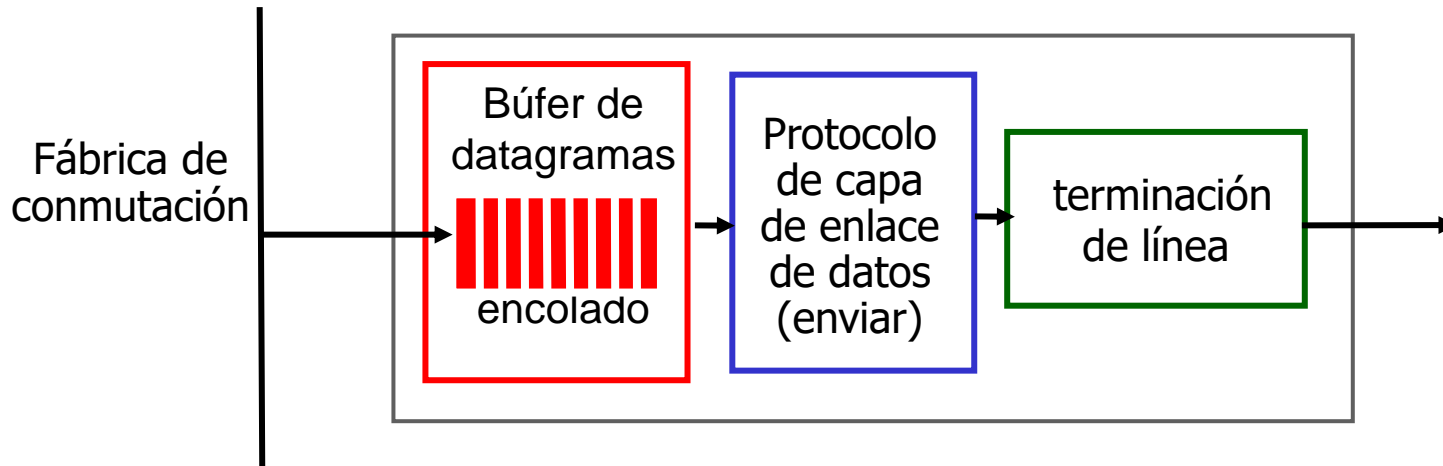 Fábrica de
conmutación
Búfer de
datagramas
encolado
Protocolo
de capa
de enlace
de datos
(enviar)
terminación
de línea